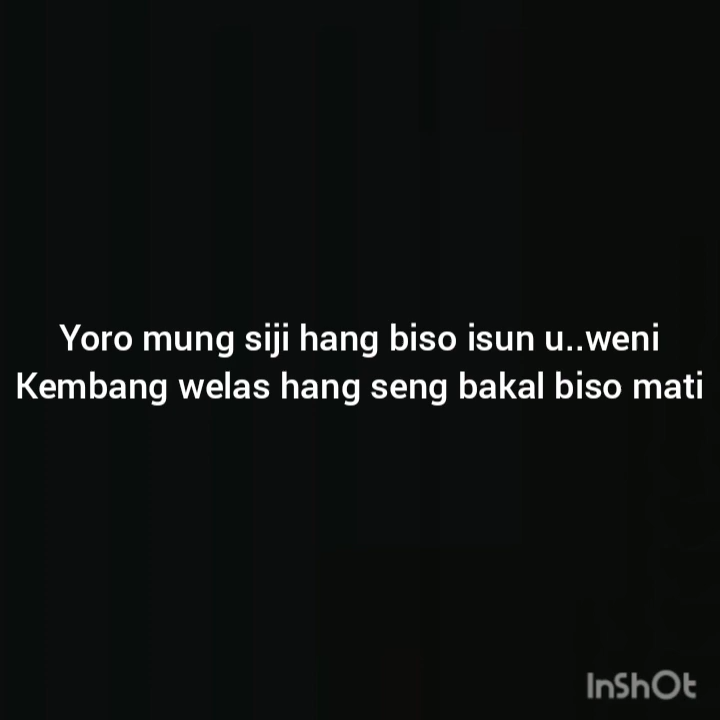 Yoro mung siji hang biso isun u..weni
Kembang welas hang seng bakal biso mati
InShOt